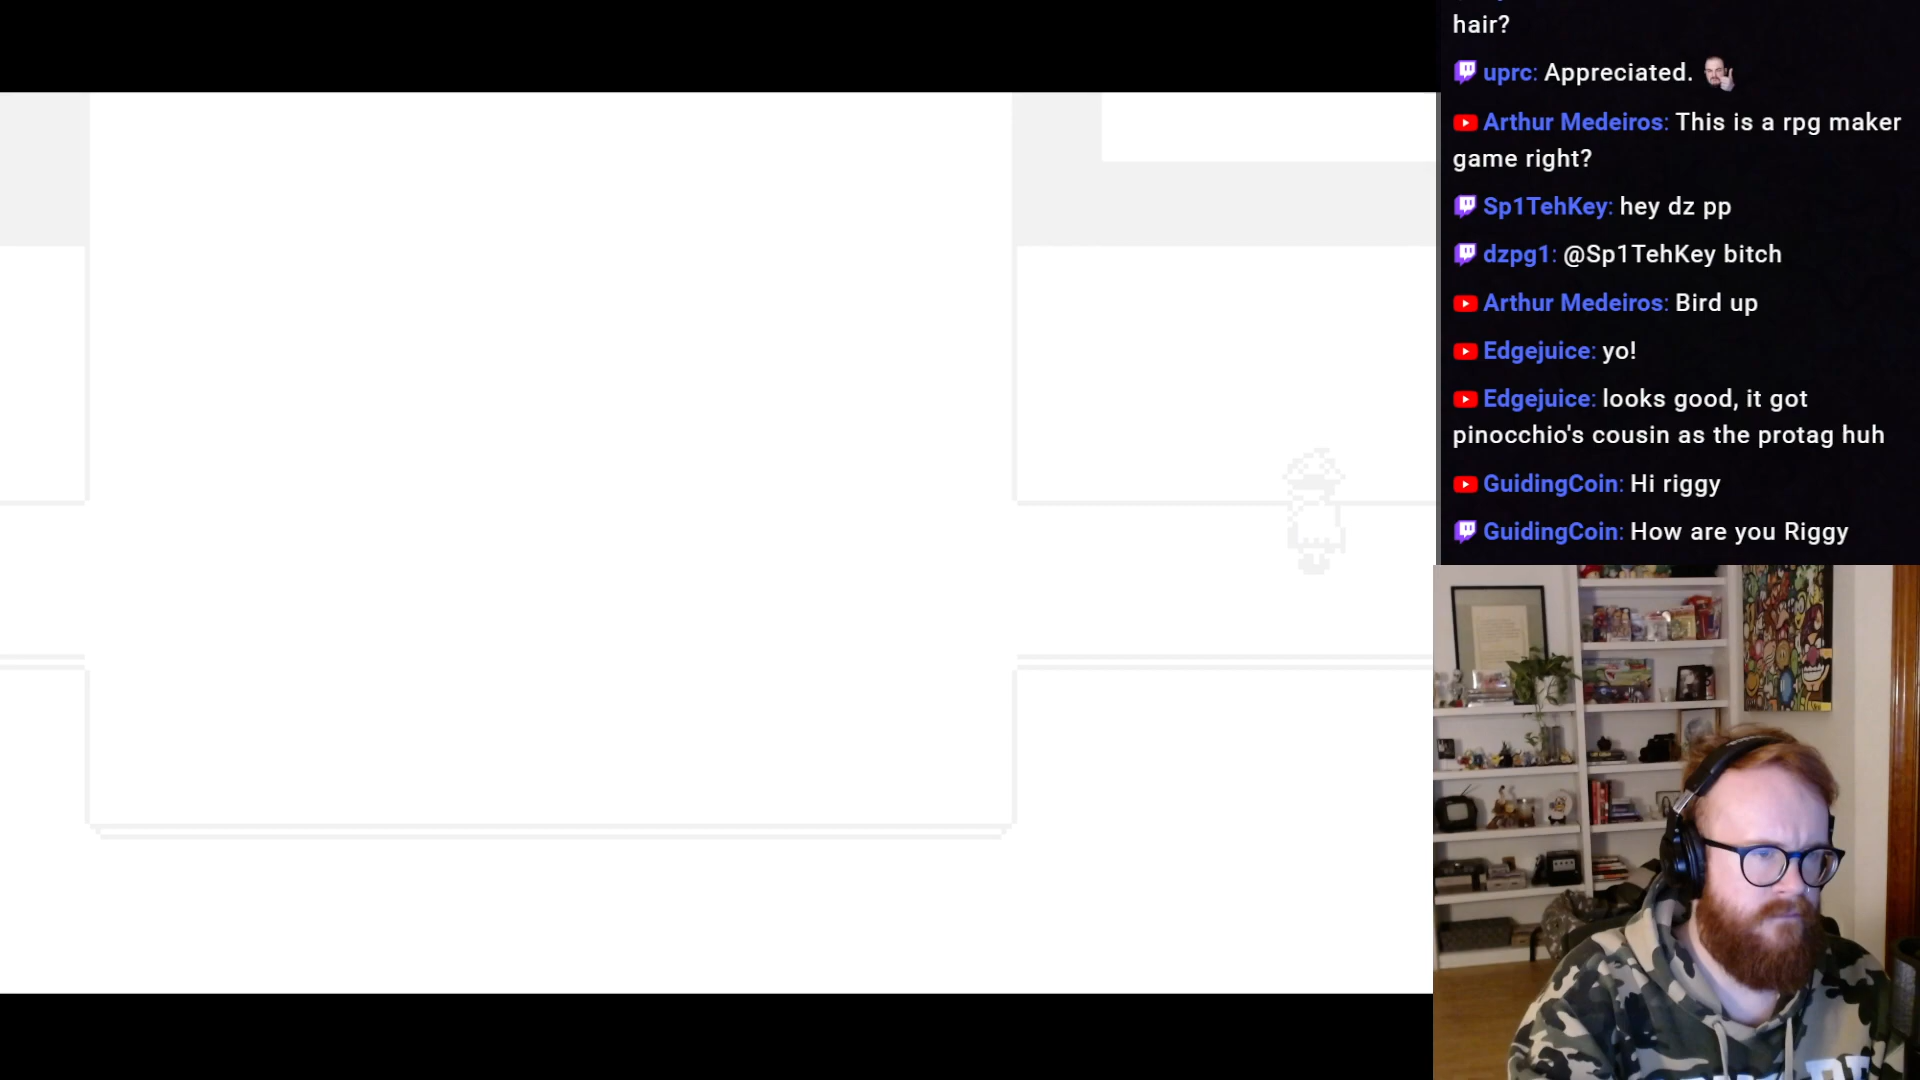 hair?
uprc: Appreciated.
Arthur Medeiros: This is a rpg maker
game right?
Sp1TehKey: hey dz pp
dzpg1: @Sp1TehKey bitch
Arthur Medeiros: Bird up
Edgejuice: yo!
Edgejuice: looks good, it got
pinocchio's cousin as the protag huh
GuidingCoin: Hi riggy
GuidingCoin: How are you Riggy